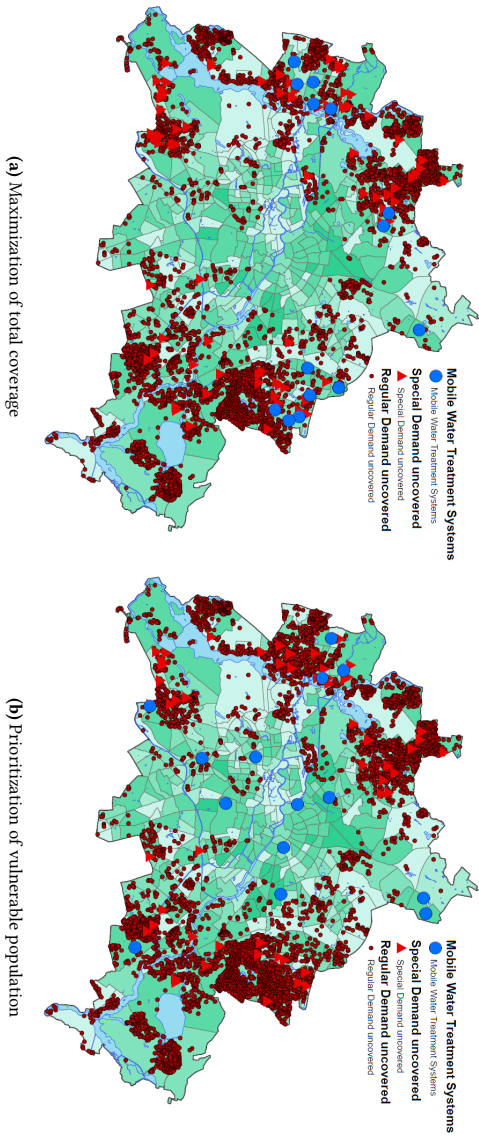 Mobile Water Treatment Systems
Mobile Water Treatment Systems
Special Demand uncovered
Special Demand uncovered
Regular Demand uncovered
Regular Demand uncovered
(a) Maximization of total coverage
Mobile Water Treatment Systems
Mobile Water Treatment Systems
Special Demand uncovered
Special Demand uncovered
Regular Demand uncovered
Regular Demand uncovered
(b) Prioritization of vulnerable population